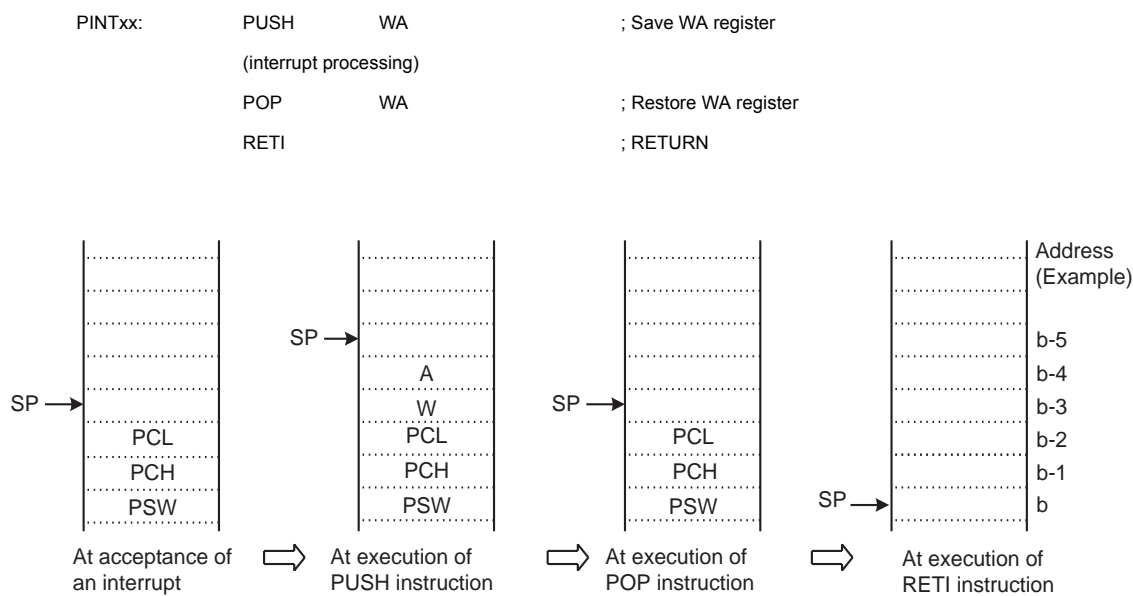 PINTxx: PUSH WA ; Save WA register
(interrupt processing)
POP WA ; Restore WA register
RETI ; RETURN
Address
(Example)
SP b-5
A b-4
SP W SP b-3
PCL PCL PCL b-2
PCH PCH PCH b-1
PSW PSW PSW SP b
At acceptance of
an interrupt
At execution of
PUSH instruction
At execution of
POP instruction
At execution of
RETI instruction